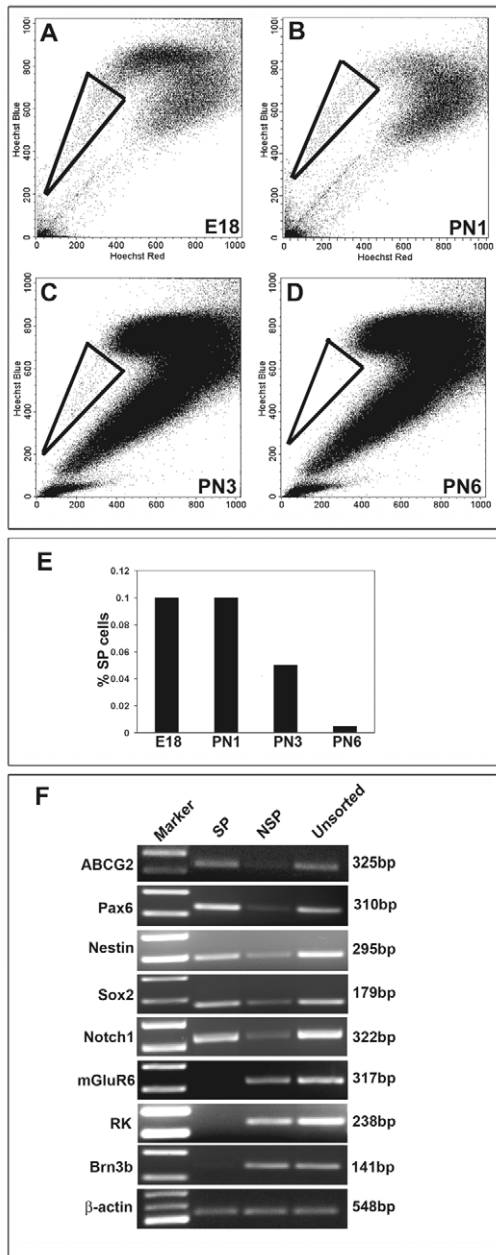 A
B
1000
800
600
400
200
0
Hoechst Blue
0 200 400 600 800 1000
Hoechst Red
E18
1000
800
600
400
200
0
Hoechst Blue
0 200 400 600 800 1000
Hoechst Red
PN1
C
D
1000
800
600
400
200
0
Hoechst Blue
200 400 600 800 1000
PN3
1000
800
600
400
200
0
Hoechst Blue
200 400 600 800 1000
PN6
E
0.12
0.1
0.08
0.06
0.04
0.02
0
% SP cells
E18 PN1 PN3 PN6
F
Marker SP NSP Unsorted
ABCG2 325bp
Pax6 310bp
Nestin 295bp
Sox2 179bp
Notch1 322bp
mGluR6 317bp
RK 238bp
Brn3b 141bp
β-actin 548bp